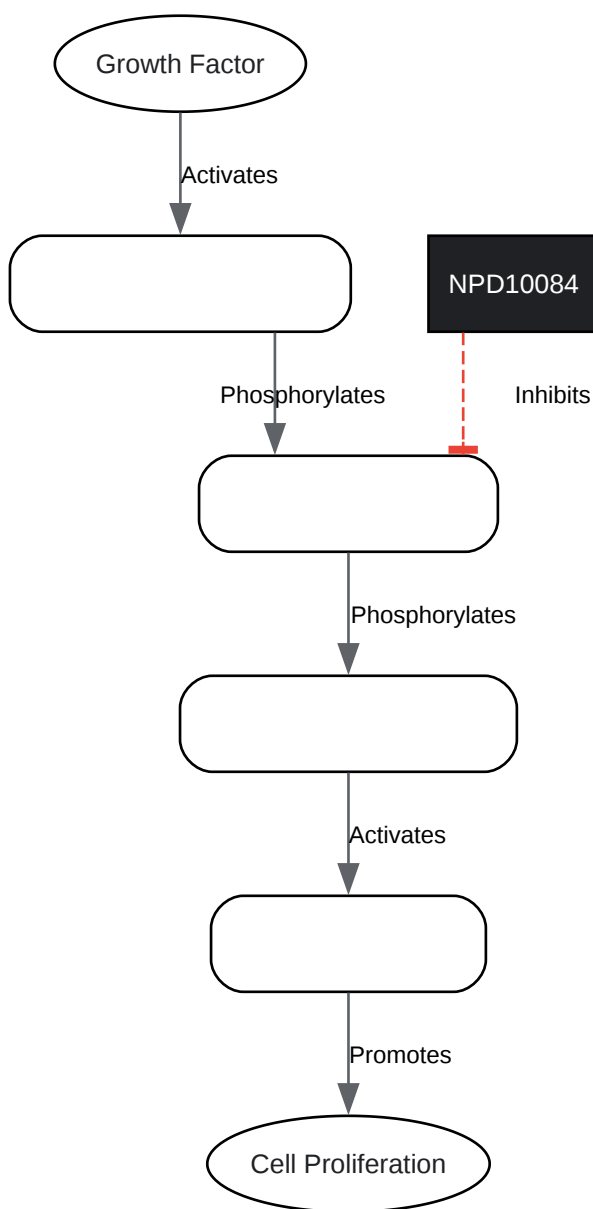 Growth Factor
Activates
NPD10084
Phosphorylates
Inhibits
Phosphorylates
Activates
Promotes
Cell Proliferation